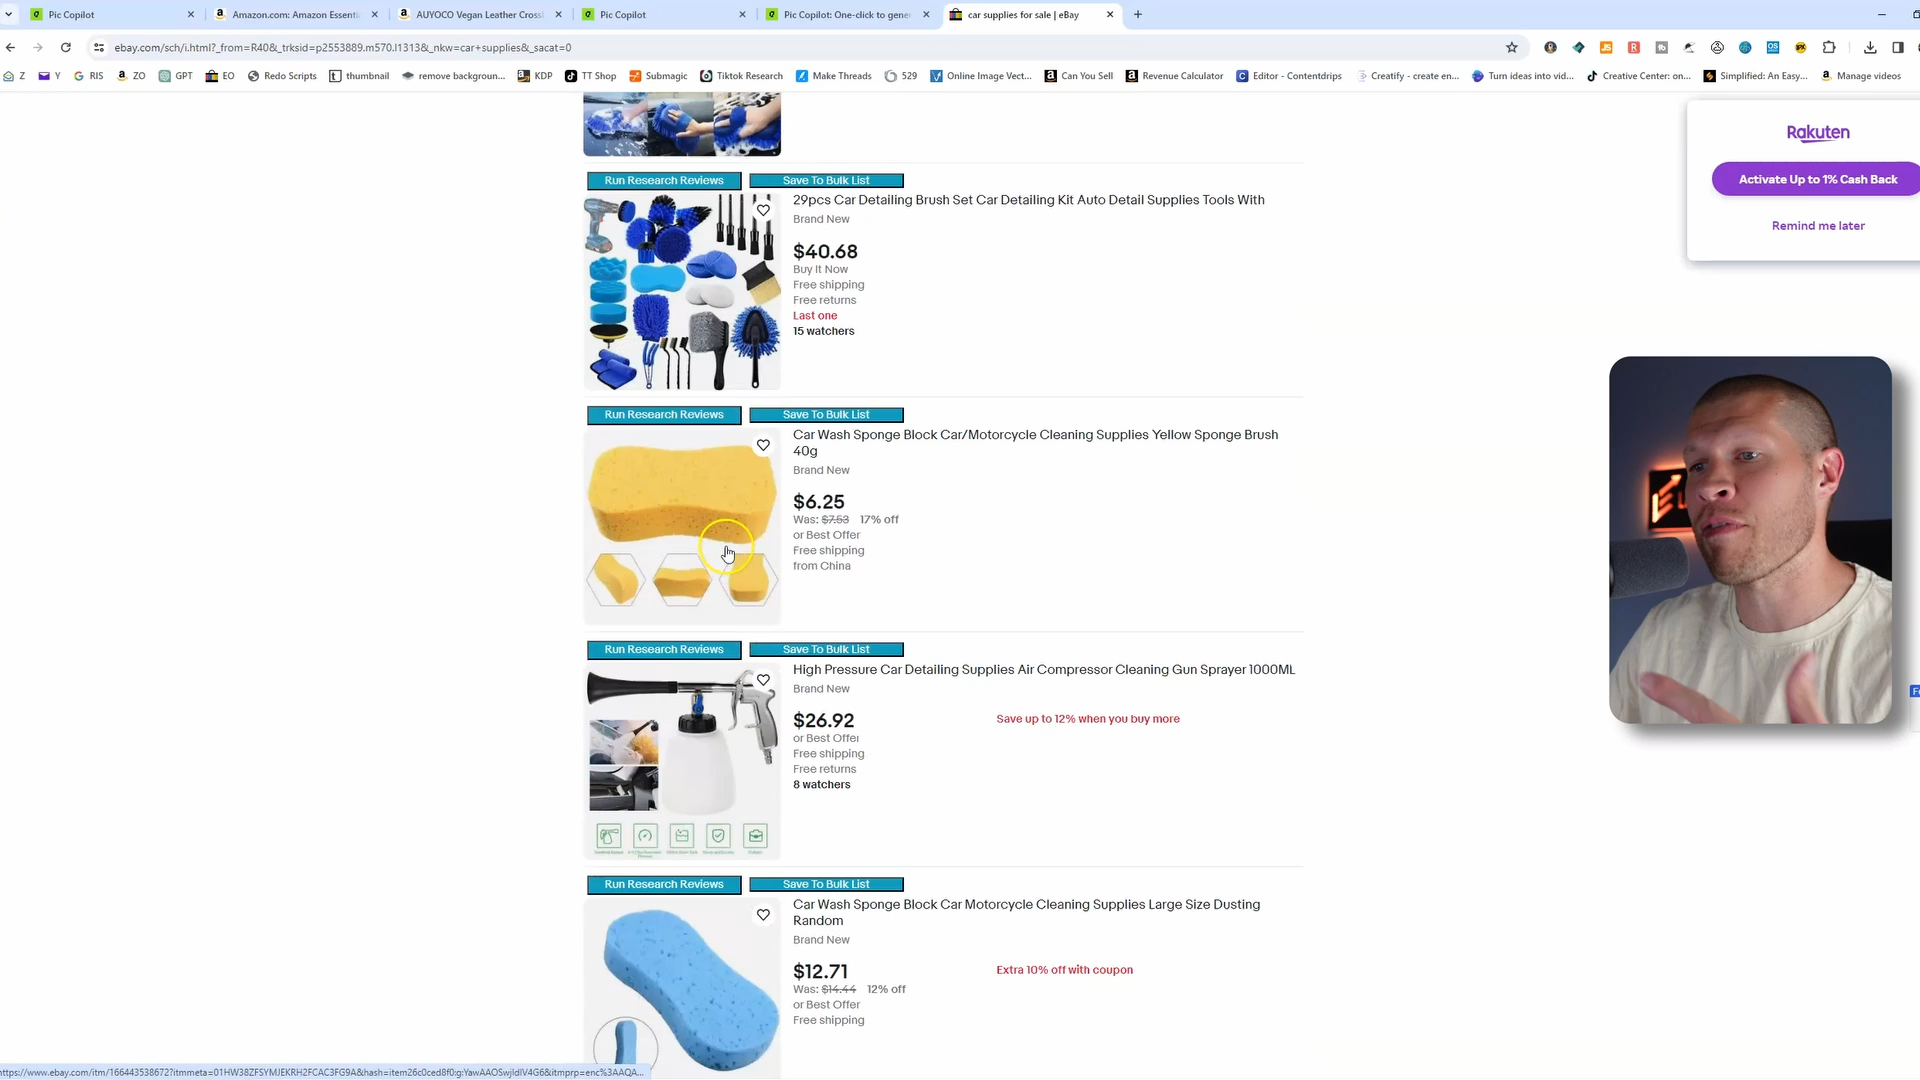 Pic Copilot
Amazon.com: Amazon Essenti
AUYOCO Vegan Leather Cross
Pic Copilot
Pic Copilot: One-click to gene
car supplies for sale | eBay
ebay.com/sch/i.html?_from=R40&_trksid=p2553889.m570.l1313&_nkw=car+supplies&_sacat=0
Z
Y
RIS
ZO
GPT
EO
Redo Scripts
thumbnail
remove backgroun...
KDP
TT Shop
Submagic
Tiktok Research
Make Threads
529
Online Image Vect...
Can You Sell
Revenue Calculator
Editor - Contentdrips
Creatify - create en...
Turn ideas into vid...
Creative Center: on...
Simplified: An Easy...
Manage videos
Rakuten
Activate Up to 1% Cash Back
Remind me later
Run Research Reviews
Save To Bulk List
29pcs Car Detailing Brush Set Car Detailing Kit Auto Detail Supplies Tools With
Brand New
$40.68
Buy It Now
Free shipping
Free returns
Last one
15 watchers
Run Research Reviews
Save To Bulk List
Car Wash Sponge Block Car/Motorcycle Cleaning Supplies Yellow Sponge Brush
40g
Brand New
$6.25
Was: $7.53 17% off
or Best Offer
Free shipping
from China
Run Research Reviews
Save To Bulk List
High Pressure Car Detailing Supplies Air Compressor Cleaning Gun Sprayer 1000ML
Brand New
$26.92
Save up to 12% when you buy more
or Best Offer
Free shipping
Free returns
8 watchers
Run Research Reviews
Save To Bulk List
Car Wash Sponge Block Car Motorcycle Cleaning Supplies Large Size Dusting
Random
Brand New
$12.71
Extra 10% off with coupon
Was: $14.44 12% off
or Best Offer
Free shipping